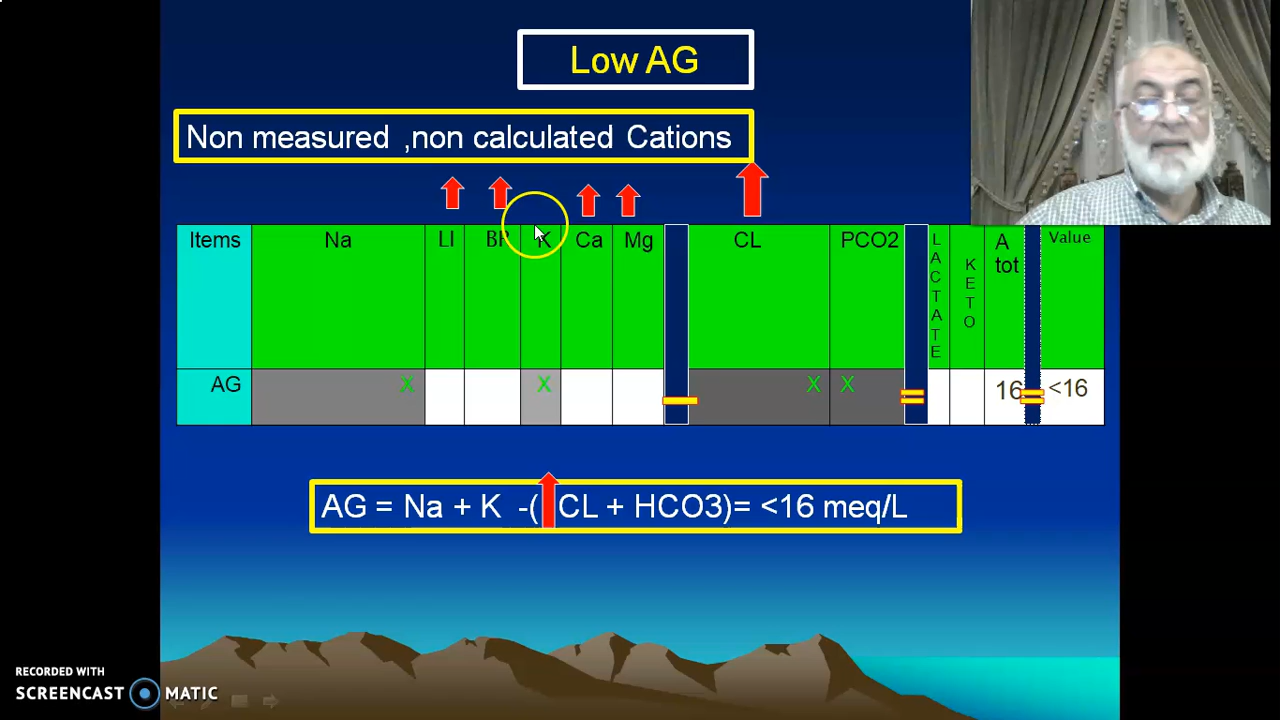 Low AG
Non measured ,non calculated Cations
Items Na LI BR K Ca Mg CL PCO2 LACTATE KETO A tot Value
AG X X X X 16 <16
AG = Na + K -( CL + HCO3)= <16 meq/L
RECORDED WITH
SCREENCAST MATIC